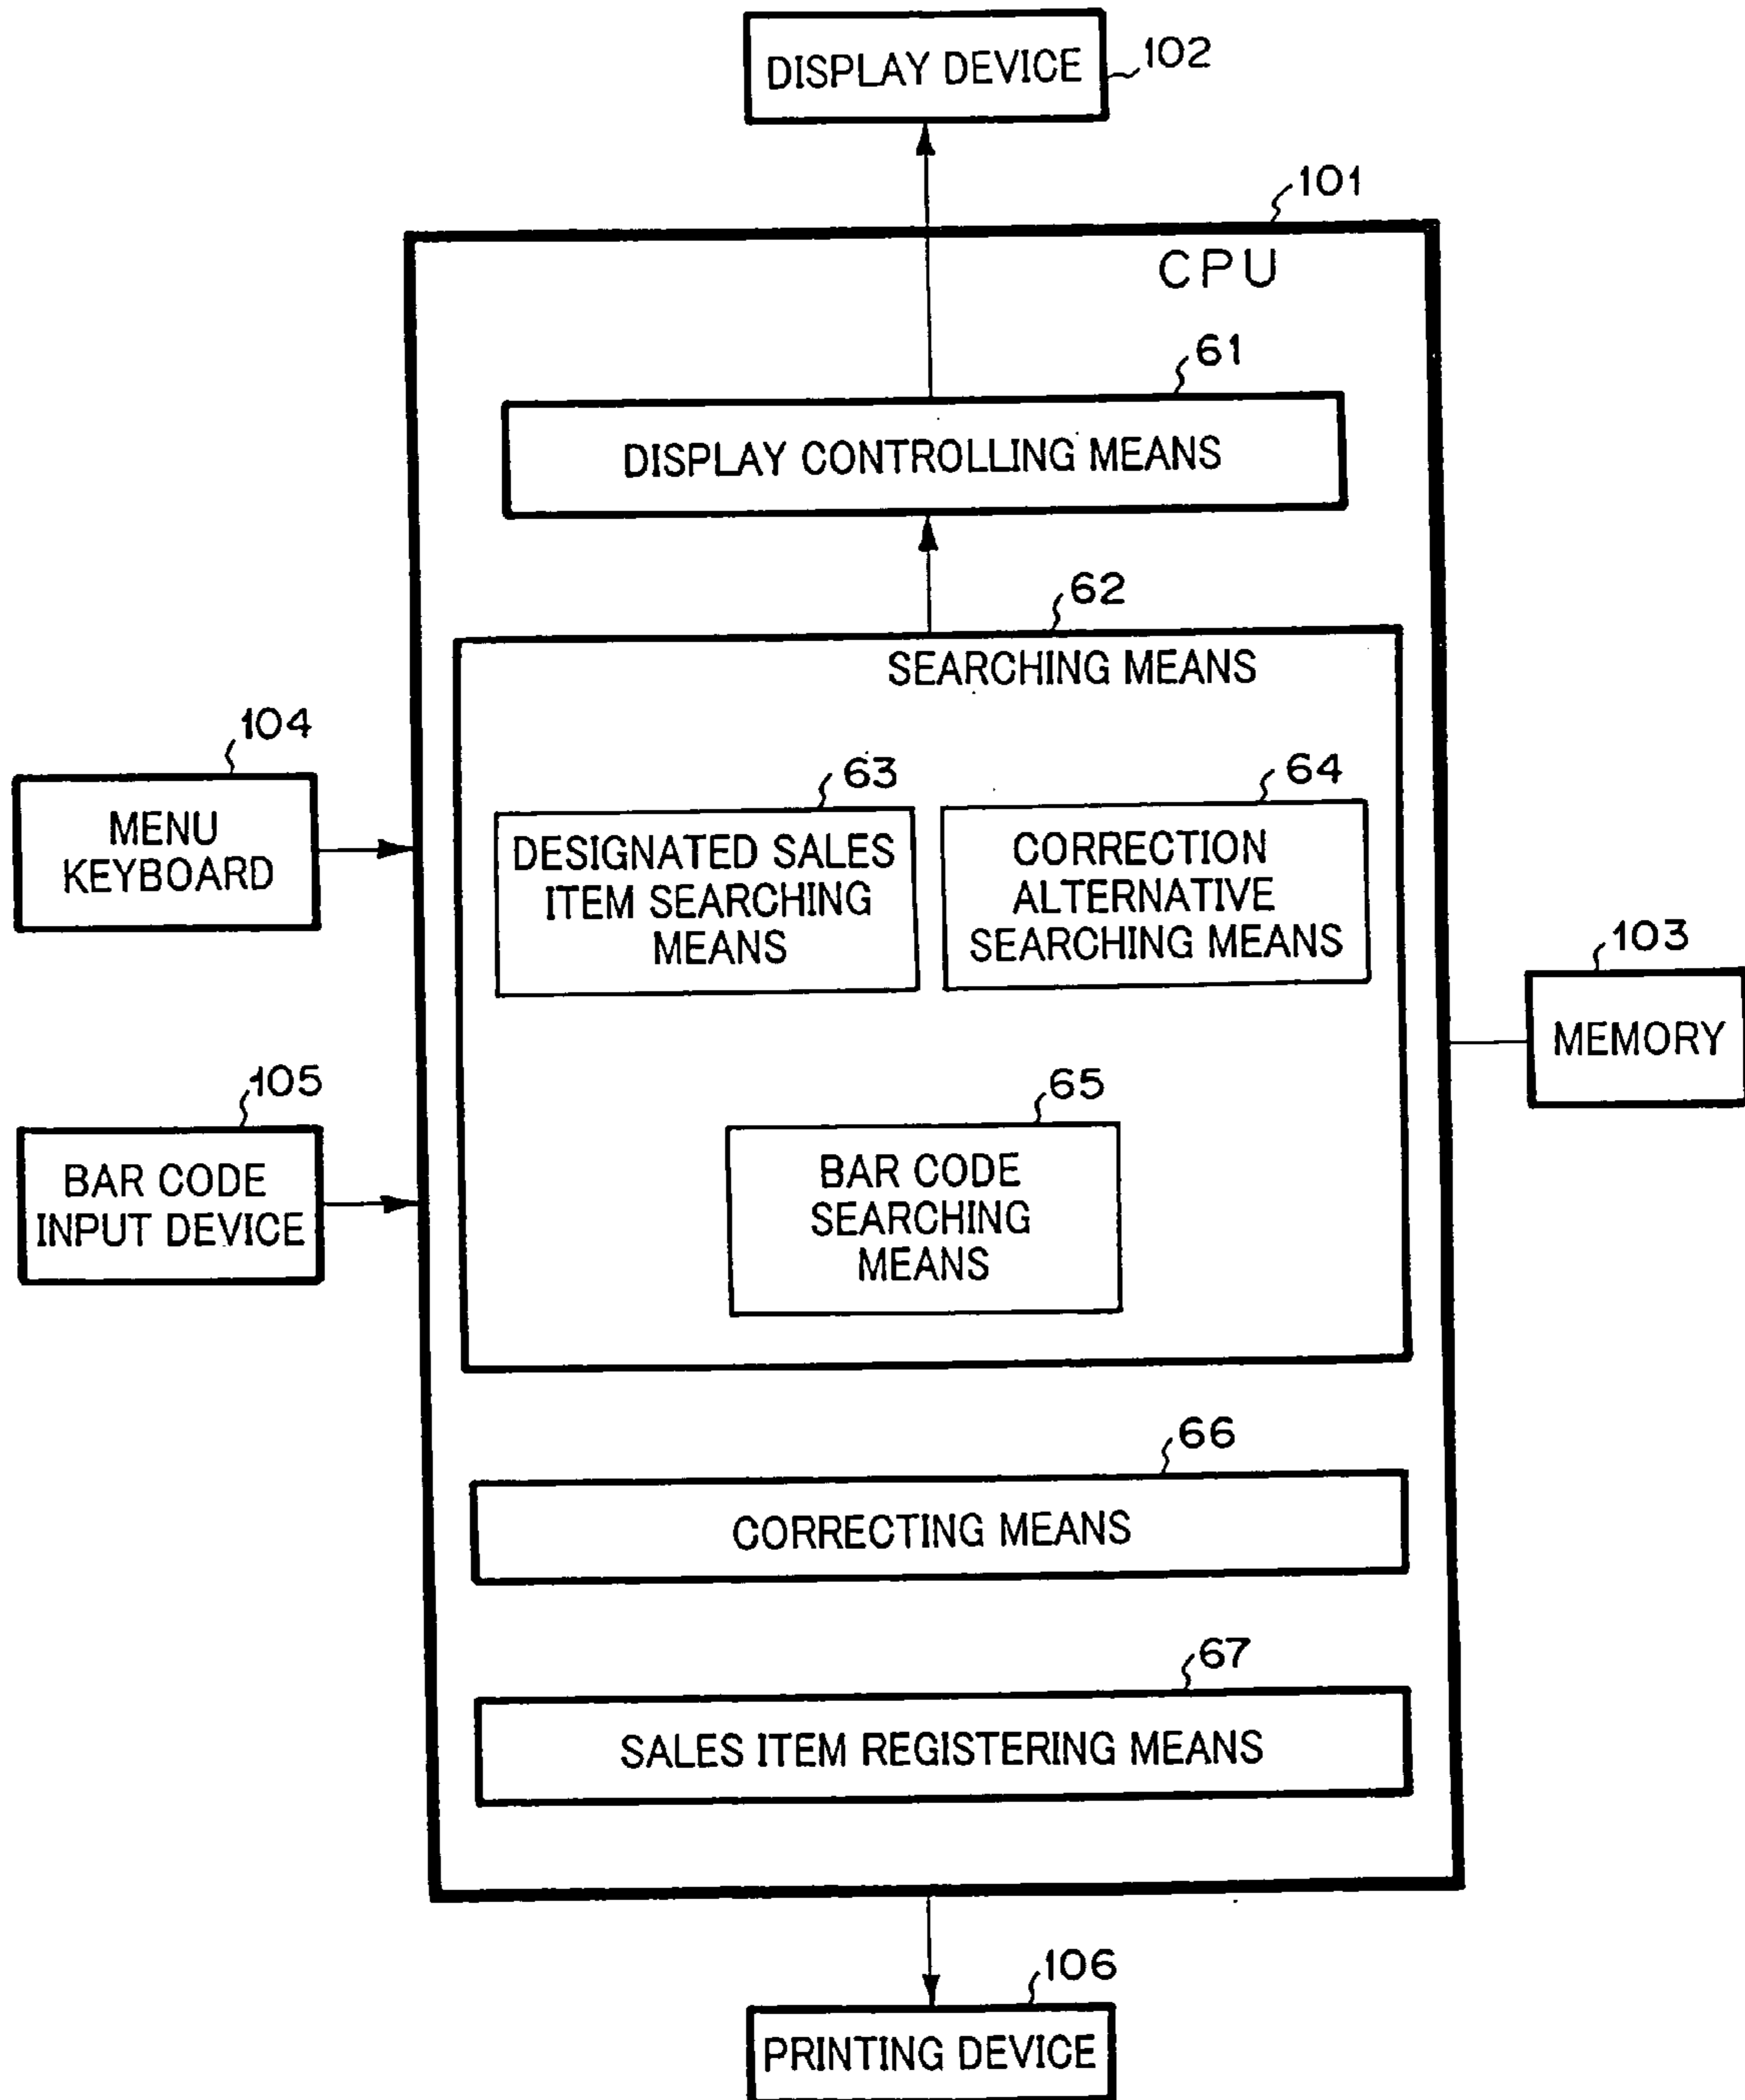 DISPLAY DEVICE
102
101
CPU
61
DISPLAY CONTROLLING MEANS
62
SEARCHING MEANS
104
MENU
KEYBOARD
63
DESIGNATED SALES
ITEM SEARCHING
MEANS
64
CORRECTION
ALTERNATIVE
SEARCHING MEANS
103
MEMORY
105
BAR CODE
INPUT DEVICE
65
BAR CODE
SEARCHING
MEANS
66
CORRECTING MEANS
67
SALES ITEM REGISTERING MEANS
106
PRINTING DEVICE